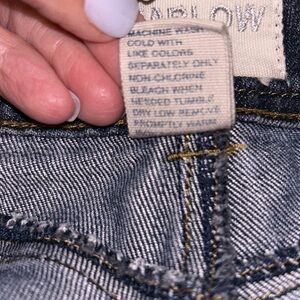 MACHINE WASH
COLD WITH
LIKE COLORS
SEPARATELY ONLY
NON-CHLORINE
BLEACH WHEN
NEEDED TUMBLE
DRY LOW REMOVE
PROMPTLY WARM